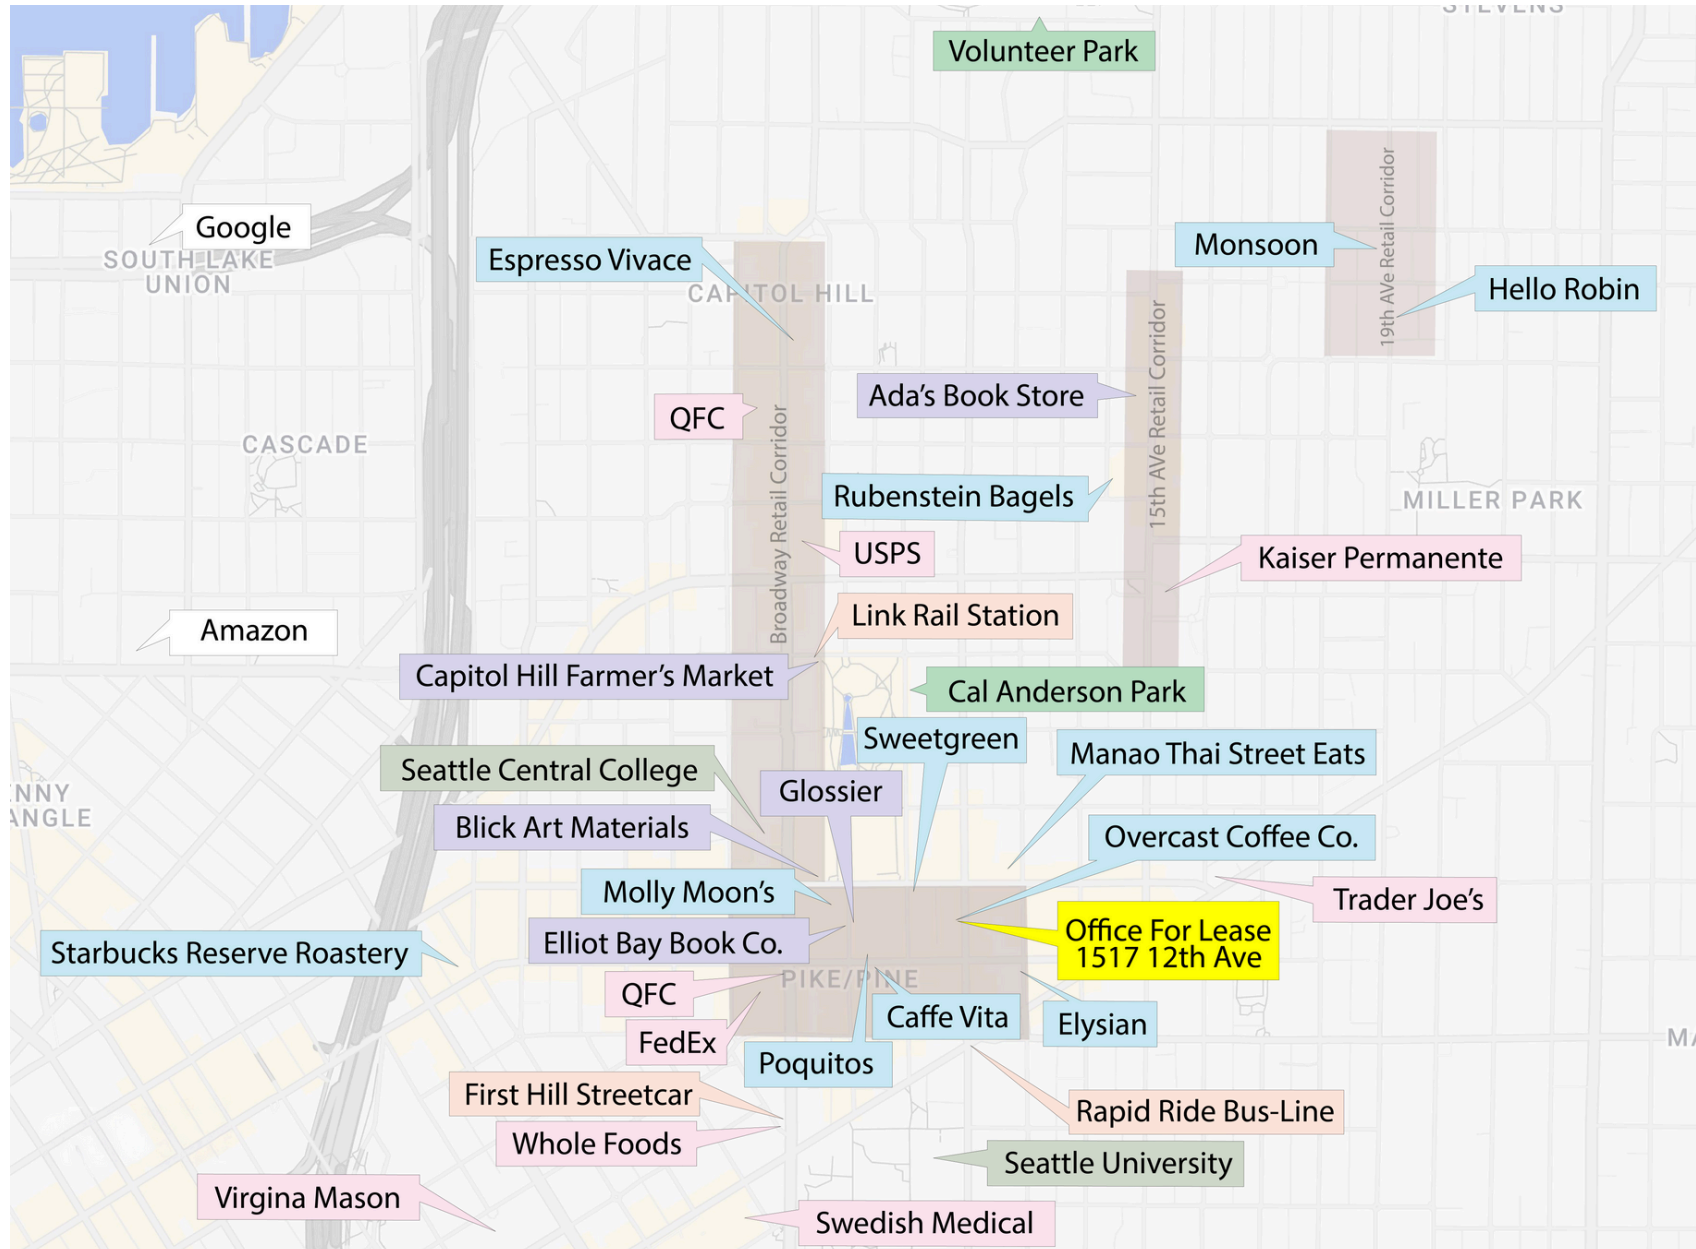 STEVENS
Volunteer Park
Google
SOUTH LAKE
UNION
Espresso Vivace
CAPITOL HILL
Monsoon
19th AVe Retail Corridor
Hello Robin
QFC
Ada's Book Store
CASCADE
Broadway Retail Corridor
15th AVe Retail Corridor
Rubenstein Bagels
MILLER PARK
USPS
Kaiser Permanente
Link Rail Station
Amazon
Capitol Hill Farmer's Market
Cal Anderson Park
Sweetgreen
Manao Thai Street Eats
Seattle Central College
Glossier
ENNY
ANGLE
Blick Art Materials
Overcast Coffee Co.
Molly Moon's
Trader Joe's
Elliot Bay Book Co.
Office For Lease
1517 12th Ave
Starbucks Reserve Roastery
PIKE/PINE
QFC
Caffe Vita
Elysian
FedEx
MA
Poquitos
First Hill Streetcar
Rapid Ride Bus-Line
Whole Foods
Seattle University
Virgina Mason
Swedish Medical